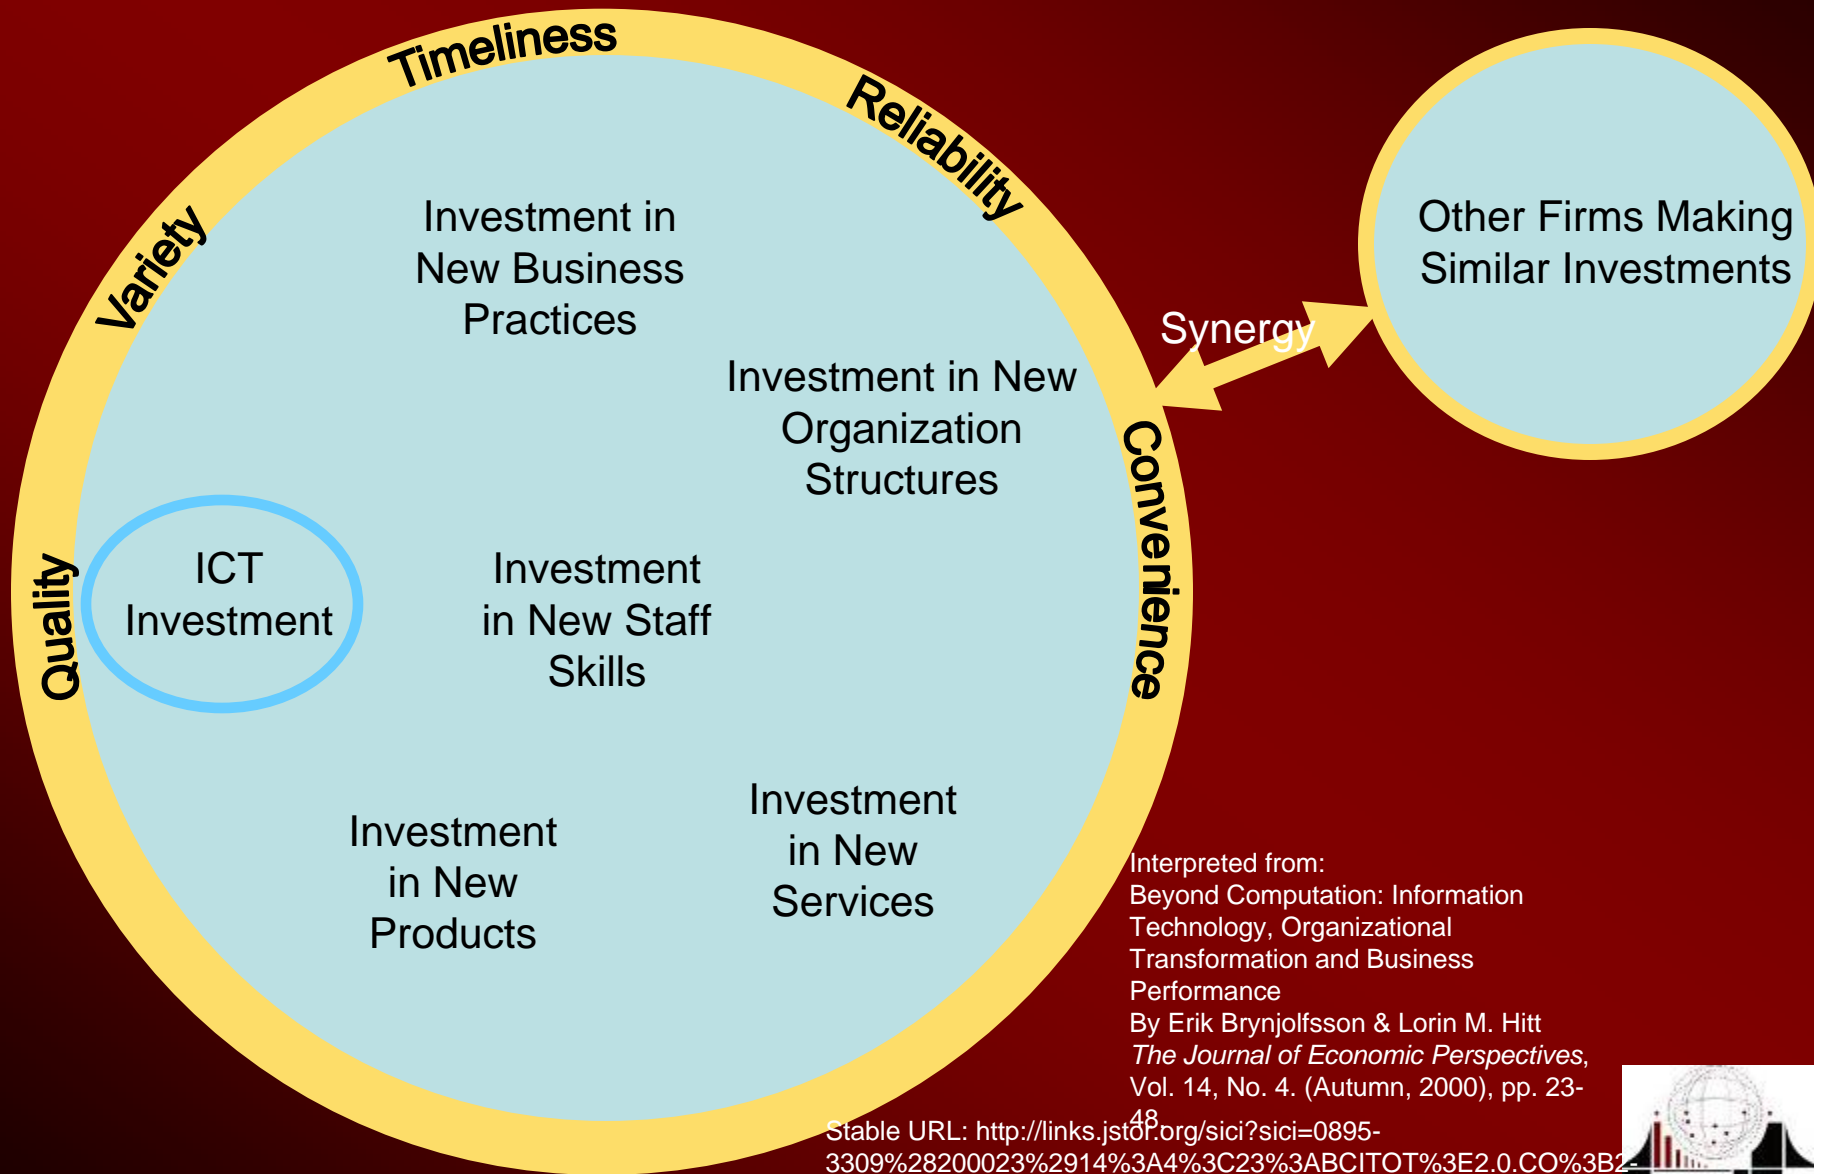 Timeliness
Reliability
Variety
Quality
Convenience
Investment in
New Business
Practices
Investment in New
Organization
Structures
ICT
Investment
Investment
in New Staff
Skills
Investment
in New
Products
Investment
in New
Services
Synergy
Other Firms Making
Similar Investments
Interpreted from:
Beyond Computation: Information
Technology, Organizational
Transformation and Business
Performance
By Erik Brynjolfsson & Lorin M. Hitt
The Journal of Economic Perspectives,
Vol. 14, No. 4. (Autumn, 2000), pp. 23-
48.
Stable URL: http://links.jstor.org/sici?sici=0895-
3309%28200023%2914%3A4%3C23%3ABCITOT%3E2.0.CO%3B2-